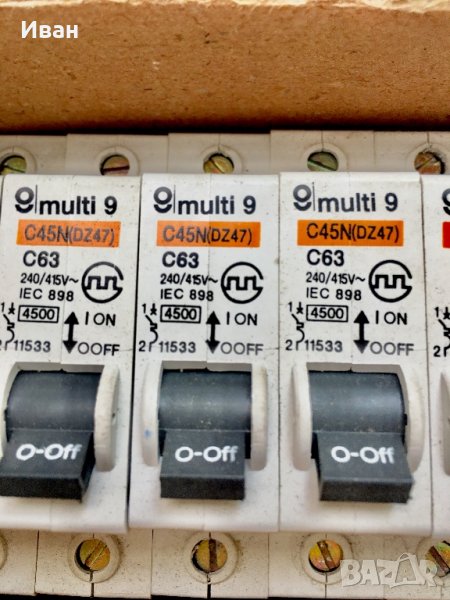 Иван
multi 9
C45N(DZ47)
C63
240/415V~
IEC 898
4500
I ON
1
2
11533
O OFF
O-Off
multi 9
C45N(DZ47)
C63
240/415V~
IEC 898
4500
I ON
1
2
11533
O OFF
O-Off
multi 9
C45N(DZ47)
C63
240/415V~
IEC 898
4500
I ON
1
2
11533
O OFF
O-Off
BAZAR